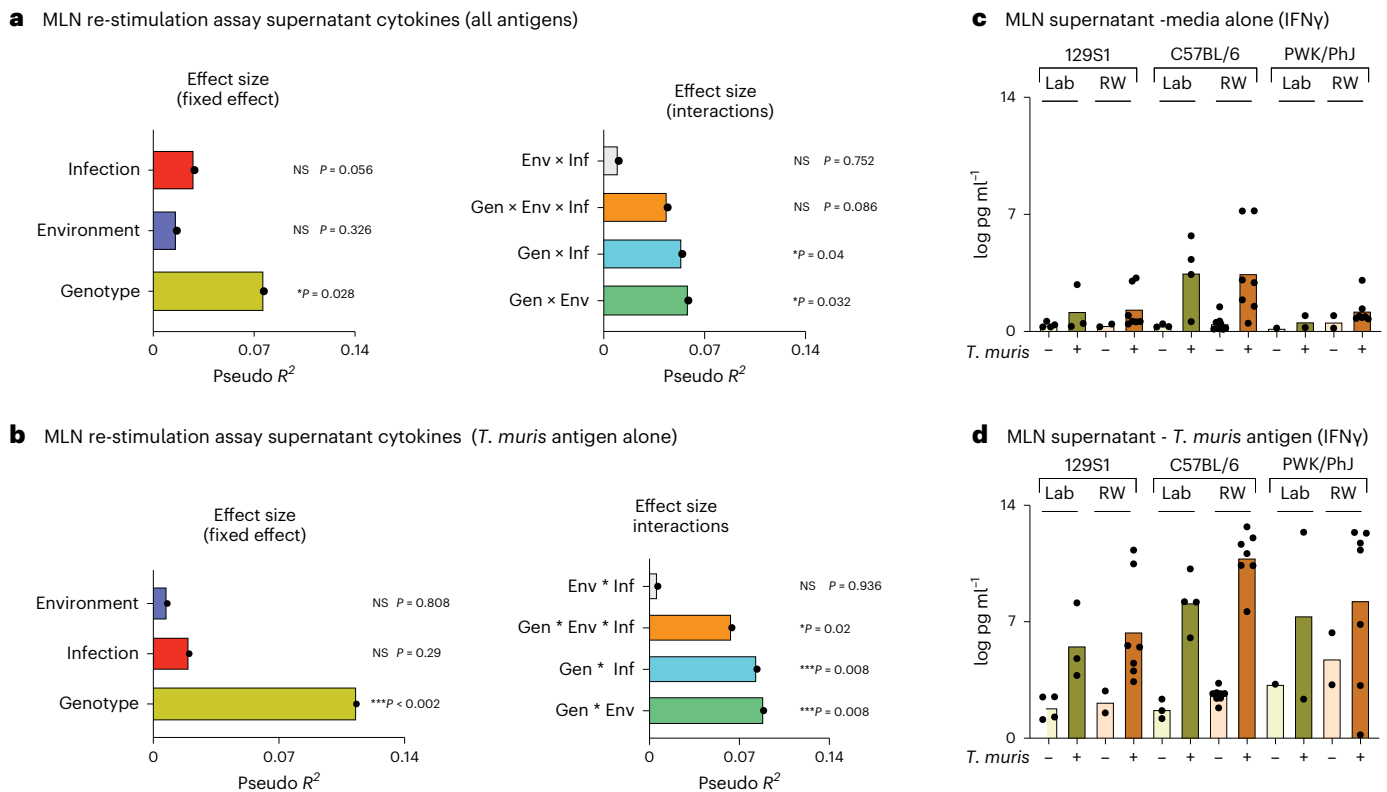 a MLN re-stimulation assay supernatant cytokines (all antigens)
Effect size
(fixed effect)
Infection
NS P = 0.056
Environment
NS P = 0.326
Genotype
*P = 0.028
0 0.07 0.14
Pseudo R²
Effect size
(interactions)
Env × Inf
NS P = 0.752
Gen × Env × Inf
NS P = 0.086
Gen × Inf
*P = 0.04
Gen × Env
*P = 0.032
0 0.07 0.14
Pseudo R²
b MLN re-stimulation assay supernatant cytokines (T. muris antigen alone)
Effect size
(fixed effect)
Environment
NS P = 0.808
Infection
NS P = 0.29
Genotype
***P < 0.002
0 0.07 0.14
Pseudo R²
Effect size
interactions
Env * Inf
NS P = 0.936
Gen * Env * Inf
*P = 0.02
Gen * Inf
***P = 0.008
Gen * Env
***P = 0.008
0 0.07 0.14
Pseudo R²
c MLN supernatant -media alone (IFNγ)
129S1 C57BL/6 PWK/PhJ
Lab RW Lab RW Lab RW
14
7
0
log pg ml⁻¹
T. muris − + − + − + − + − + − +
d MLN supernatant - T. muris antigen (IFNγ)
129S1 C57BL/6 PWK/PhJ
Lab RW Lab RW Lab RW
14
7
0
log pg ml⁻¹
T. muris − + − + − + − + − + − +